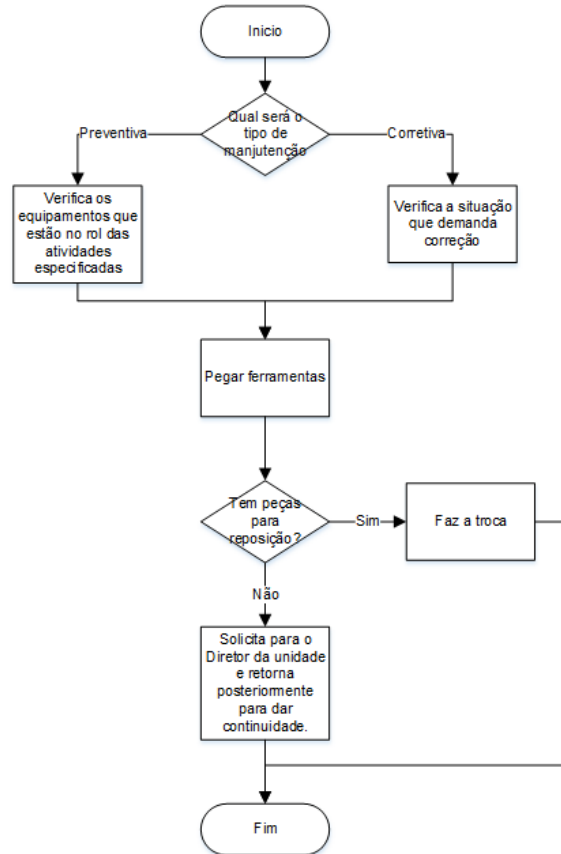 Inicio
Qual será o
tipo de
manjutenção
Preventiva
Corretiva
Verifica os
equipamentos que
estão no rol das
atividades
especificadas
Verifica a situação
que demanda
correção
Pegar ferramentas
Tem peças
para
reposição?
Sim
Faz a troca
Não
Solicita para o
Diretor da unidade
e retorna
posteriormente
para dar
continuidade.
Fim